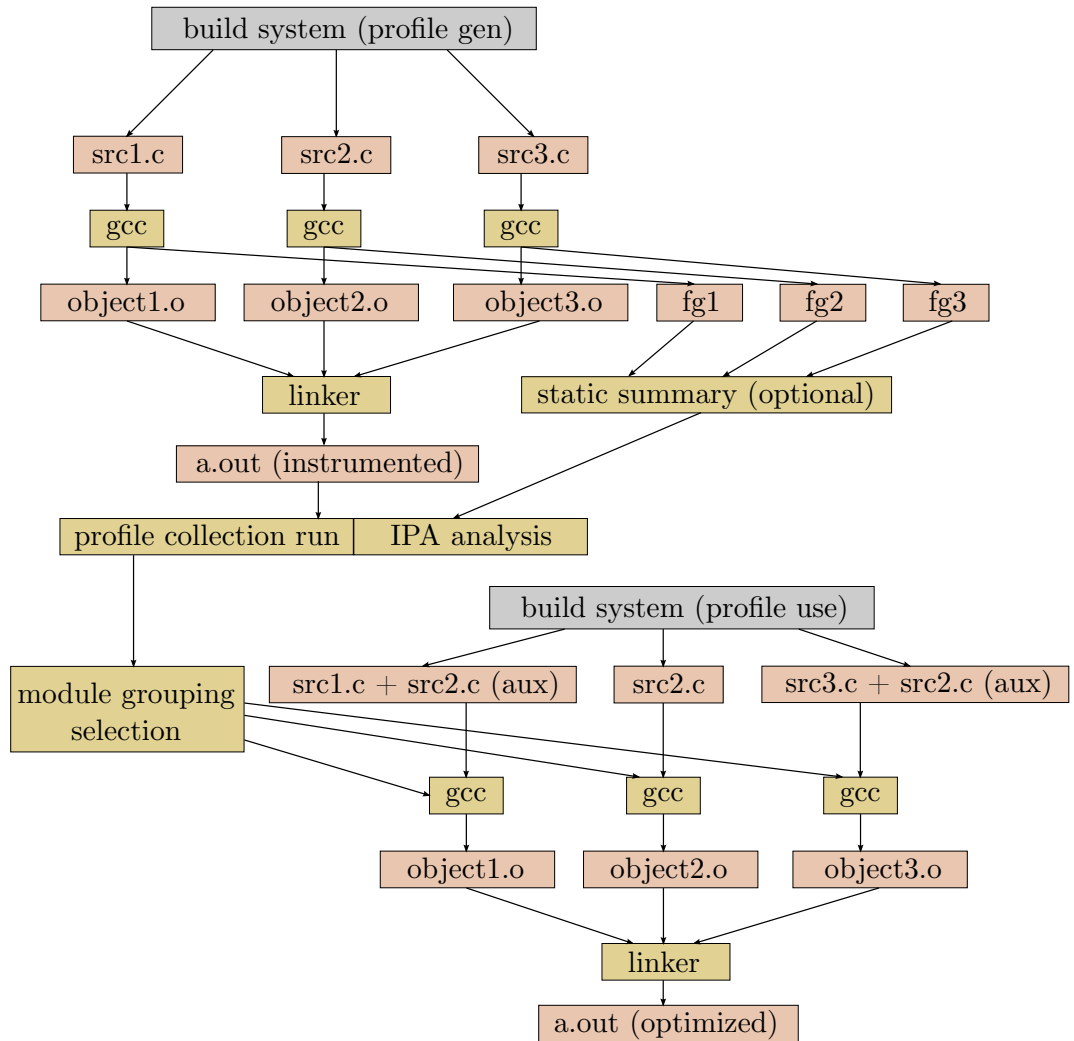 build system (profile gen)
src1.c
src2.c
src3.c
gcc
gcc
gcc
object1.o
object2.o
object3.o
fg1
fg2
fg3
linker
static summary (optional)
a.out (instrumented)
profile collection run
IPA analysis
build system (profile use)
module grouping
selection
src1.c + src2.c (aux)
src2.c
src3.c + src2.c (aux)
gcc
gcc
gcc
object1.o
object2.o
object3.o
linker
a.out (optimized)